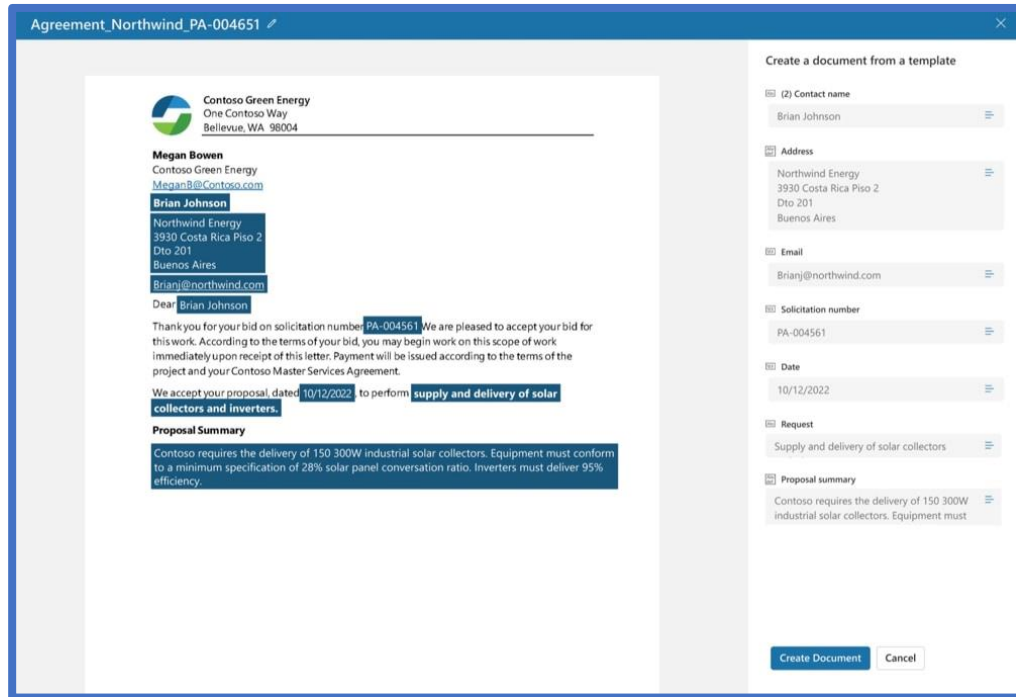 Agreement_Northwind_PA-004651
Contoso Green Energy
One Contoso Way
Bellevue, WA 98004
Megan Bowen
Contoso Green Energy
MeganB@Contoso.com
Brian Johnson
Northwind Energy
3930 Costa Rica Piso 2
Dto 201
Buenos Aires
Brianj@northwind.com
Dear Brian Johnson
Thank you for your bid on solicitation number PA-004561 We are pleased to accept your bid for
this work. According to the terms of your bid, you may begin work on this scope of work
immediately upon receipt of this letter. Payment will be issued according to the terms of the
project and your Contoso Master Services Agreement.
We accept your proposal, dated 10/12/2022, to perform supply and delivery of solar
collectors and inverters.
Proposal Summary
Contoso requires the delivery of 150 300W industrial solar collectors. Equipment must conform
to a minimum specification of 28% solar panel conversation ratio. Inverters must deliver 95%
efficiency.
Create a document from a template
(2) Contact name
Brian Johnson
Address
Northwind Energy
3930 Costa Rica Piso 2
Dto 201
Buenos Aires
Email
Brianj@northwind.com
Solicitation number
PA-004561
Date
10/12/2022
Request
Supply and delivery of solar collectors
Proposal summary
Contoso requires the delivery of 150 300W
industrial solar collectors. Equipment must
Create Document
Cancel